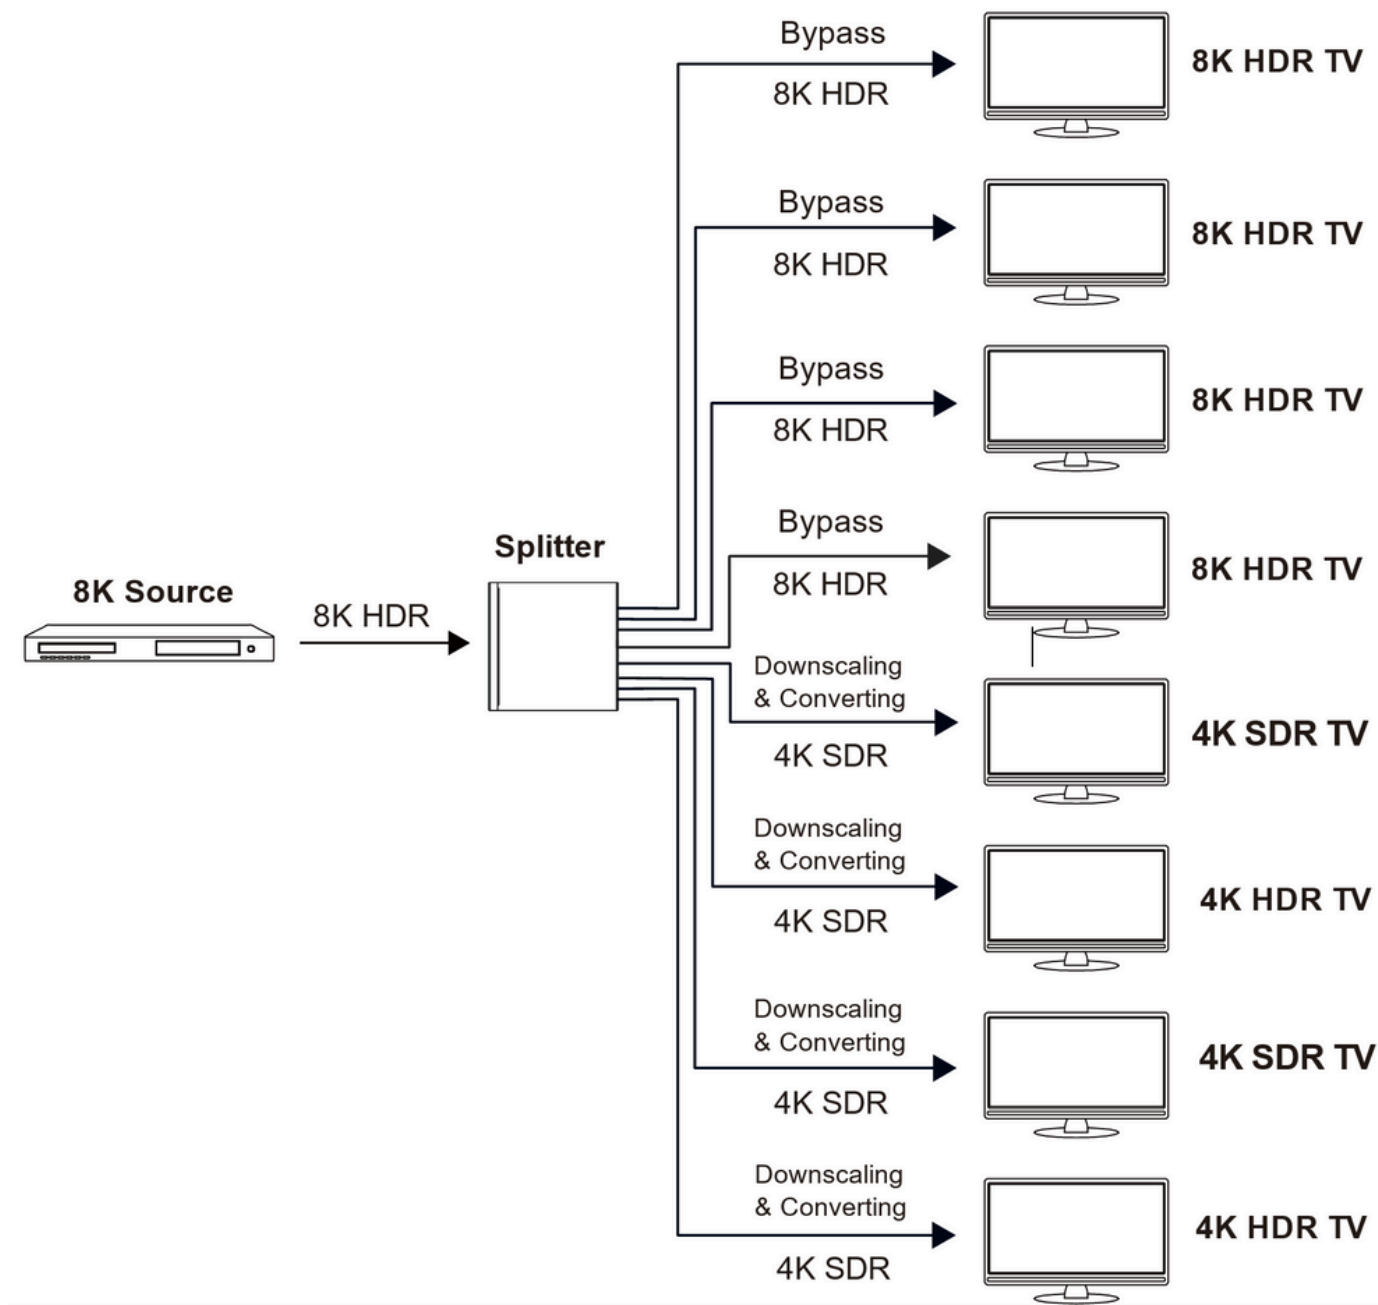 Bypass
8K HDR
8K HDR TV
Bypass
8K HDR
8K HDR TV
Bypass
8K HDR
8K HDR TV
Bypass
8K HDR
8K HDR TV
Splitter
8K Source
8K HDR
Downscaling
& Converting
4K SDR
4K SDR TV
Downscaling
& Converting
4K SDR
4K HDR TV
Downscaling
& Converting
4K SDR
4K SDR TV
Downscaling
& Converting
4K SDR
4K HDR TV